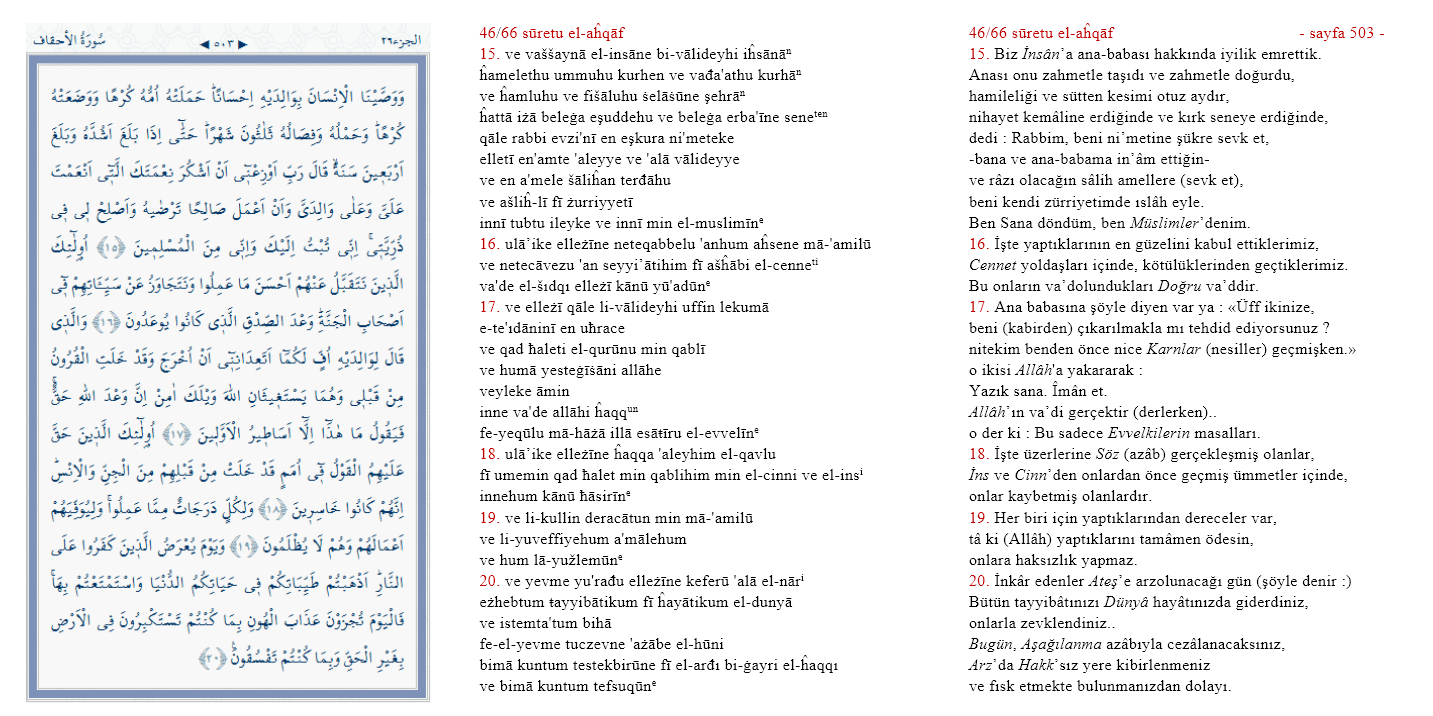 سُورَةُ الْأَحْقَافِ
◀ ٥٠٣ ▶
الجزء ٢٦
وَوَصَّيْنَا الْاِنْسَانَ بِوَالِدَيْهِ اِحْسَانًاۜ حَمَلَتْهُ اُمُّهُ كُرْهًا وَوَضَعَتْهُ
كُرْهًاۜ وَحَمْلُهُ وَفِصَالُهُ ثَلٰثُونَ شَهْرًاۜ حَتّٰٓى اِذَا بَلَغَ اَشُدَّهُ وَبَلَغَ
اَرْبَع۪ينَ سَنَةًۙ قَالَ رَبِّ اَوْزِعْن۪ٓي اَنْ اَشْكُرَ نِعْمَتَكَ الَّت۪ٓي اَنْعَمْتَ
عَلَيَّ وَعَلٰى وَالِدَيَّ وَاَنْ اَعْمَلَ صَالِحًا تَرْضٰيهُ وَاَصْلِحْ ل۪ي ف۪ي
ذُرِّيَّت۪يۚ اِنّ۪ي تُبْتُ اِلَيْكَ وَاِنّ۪ي مِنَ الْمُسْلِم۪ينَ ﴿١٥﴾ اُو۬لٰٓئِكَ
الَّذ۪ينَ نَتَقَبَّلُ عَنْهُمْ اَحْسَنَ مَا عَمِلُوا وَنَتَجَاوَزُ عَنْ سَيِّـَٔاتِهِمْ ف۪ٓي
اَصْحَابِ الْجَنَّةِۜ وَعْدَ الصِّدْقِ الَّذ۪ي كَانُوا يُوعَدُونَ ﴿١٦﴾ وَالَّذ۪ي
قَالَ لِوَالِدَيْهِ اُفٍّ لَكُمَٓا اَتَعِدَانِن۪ٓي اَنْ اُخْرَجَ وَقَدْ خَلَتِ الْقُرُونُ
مِنْ قَبْل۪ي وَهُمَا يَسْتَغ۪يثَانِ اللّٰهَ وَيْلَكَ اٰمِنْ اِنَّ وَعْدَ اللّٰهِ حَقٌّۚ
فَيَقُولُ مَا هٰذَٓا اِلَّٓا اَسَاط۪يرُ الْاَوَّل۪ينَ ﴿١٧﴾ اُو۬لٰٓئِكَ الَّذ۪ينَ حَقَّ
عَلَيْهِمُ الْقَوْلُ ف۪ٓي اُمَمٍ قَدْ خَلَتْ مِنْ قَبْلِهِمْ مِنَ الْجِنِّ وَالْاِنْسِۜ
اِنَّهُمْ كَانُوا خَاسِر۪ينَ ﴿١٨﴾ وَلِكُلٍّ دَرَجَاتٌ مِمَّا عَمِلُواۚ وَلِيُوَفِّيَهُمْ
اَعْمَالَهُمْ وَهُمْ لَا يُظْلَمُونَ ﴿١٩﴾ وَيَوْمَ يُعْرَضُ الَّذ۪ينَ كَفَرُوا عَلَى
النَّارِۜ اَذْهَبْتُمْ طَيِّبَاتِكُمْ ف۪ي حَيَاتِكُمُ الدُّنْيَا وَاسْتَمْتَعْتُمْ بِهَاۚ
فَالْيَوْمَ تُجْزَوْنَ عَذَابَ الْهُونِ بِمَا كُنْتُمْ تَسْتَكْبِرُونَ فِي الْاَرْضِ
بِغَيْرِ الْحَقِّ وَبِمَا كُنْتُمْ تَفْسُقُونَ۟ ﴿٢٠﴾
46/66 sūretu el-aĥqāf
15. ve vaššaynā el-insāne bi-vālideyhi iĥsānāⁿ
ĥamelethu ummuhu kurhen ve vađa'athu kurhāⁿ
ve ĥamluhu ve fišāluhu ŝelāŝūne şehrāⁿ
ĥattā iżā beleġa eşuddehu ve beleġa erba'īne seneᵗᵉⁿ
qāle rabbi evzi'nī en eşkura ni'meteke
elletī en'amte 'aleyye ve 'alā vālideyye
ve en a'mele šāliĥan terđāhu
ve ašliĥ-lī fī żurriyyetī
innī tubtu ileyke ve innī min el-muslimīnᵉ
16. ulā’ike elleżīne neteqabbelu 'anhum aĥsene mā-'amilū
ve netecāvezu 'an seyyi’ātihim fī ašĥābi el-cenneᵗⁱ
va'de el-šıdqı elleżī kānū yū'adūnᵉ
17. ve elleżī qāle li-vālideyhi uffin lekumā
e-te'ıdāninī en uħrace
ve qad ħaleti el-qurūnu min qablī
ve humā yesteġīŝāni allāhe
veyleke āmin
inne va'de allāhi ĥaqqᵘⁿ
fe-yeqūlu mā-hāżā illā esāŧīru el-evvelīnᵉ
18. ulā’ike elleżīne ĥaqqa 'aleyhim el-qavlu
fī umemin qad ħalet min qablihim min el-cinni ve el-insⁱ
innehum kānū ħāsirīnᵉ
19. ve li-kullin deracātun min mā-'amilū
ve li-yuveffiyehum a'mālehum
ve hum lā-yužlemūnᵉ
20. ve yevme yu'rađu elleżīne keferū 'alā el-nārⁱ
eżhebtum ŧayyibātikum fī ĥayātikum el-dunyā
ve istemta'tum bihā
fe-el-yevme tuczevne 'ażābe el-hūni
bimā kuntum testekbirūne fī el-arđı bi-ġayri el-ĥaqqı
ve bimā kuntum tefsuqūnᵉ
46/66 sūretu el-aĥqāf - sayfa 503 -
15. Biz İnsân’a ana-babası hakkında iyilik emrettik.
Anası onu zahmetle taşıdı ve zahmetle doğurdu,
hamileliği ve sütten kesimi otuz aydır,
nihayet kemâline erdiğinde ve kırk seneye erdiğinde,
dedi : Rabbim, beni ni’metine şükre sevk et,
-bana ve ana-babama in’âm ettiğin-
ve râzı olacağın sâlih amellere (sevk et),
beni kendi zürriyetimde ıslâh eyle.
Ben Sana döndüm, ben Müslimler’denim.
16. İşte yaptıklarının en güzelini kabul ettiklerimiz,
Cennet yoldaşları içinde, kötülüklerinden geçtiklerimiz.
Bu onların va’dolundukları Doğru va’ddir.
17. Ana babasına şöyle diyen var ya : «Üff ikinize,
beni (kabirden) çıkarılmakla mı tehdid ediyorsunuz ?
nitekim benden önce nice Karnlar (nesiller) geçmişken.»
o ikisi Allâh'a yakararak :
Yazık sana. Îmân et.
Allâh’ın va’di gerçektir (derlerken)..
o der ki : Bu sadece Evvelkilerin masalları.
18. İşte üzerlerine Söz (azâb) gerçekleşmiş olanlar,
İns ve Cinn’den onlardan önce geçmiş ümmetler içinde,
onlar kaybetmiş olanlardır.
19. Her biri için yaptıklarından dereceler var,
tâ ki (Allâh) yaptıklarını tamâmen ödesin,
onlara haksızlık yapmaz.
20. İnkâr edenler Ateş’e arzolunacağı gün (şöyle denir :)
Bütün tayyibâtınızı Dünyâ hayâtınızda giderdiniz,
onlarla zevklendiniz..
Bugün, Aşağılanma azâbıyla cezâlanacaksınız,
Arz’da Hakk’sız yere kibirlenmeniz
ve fısk etmekte bulunmanızdan dolayı.